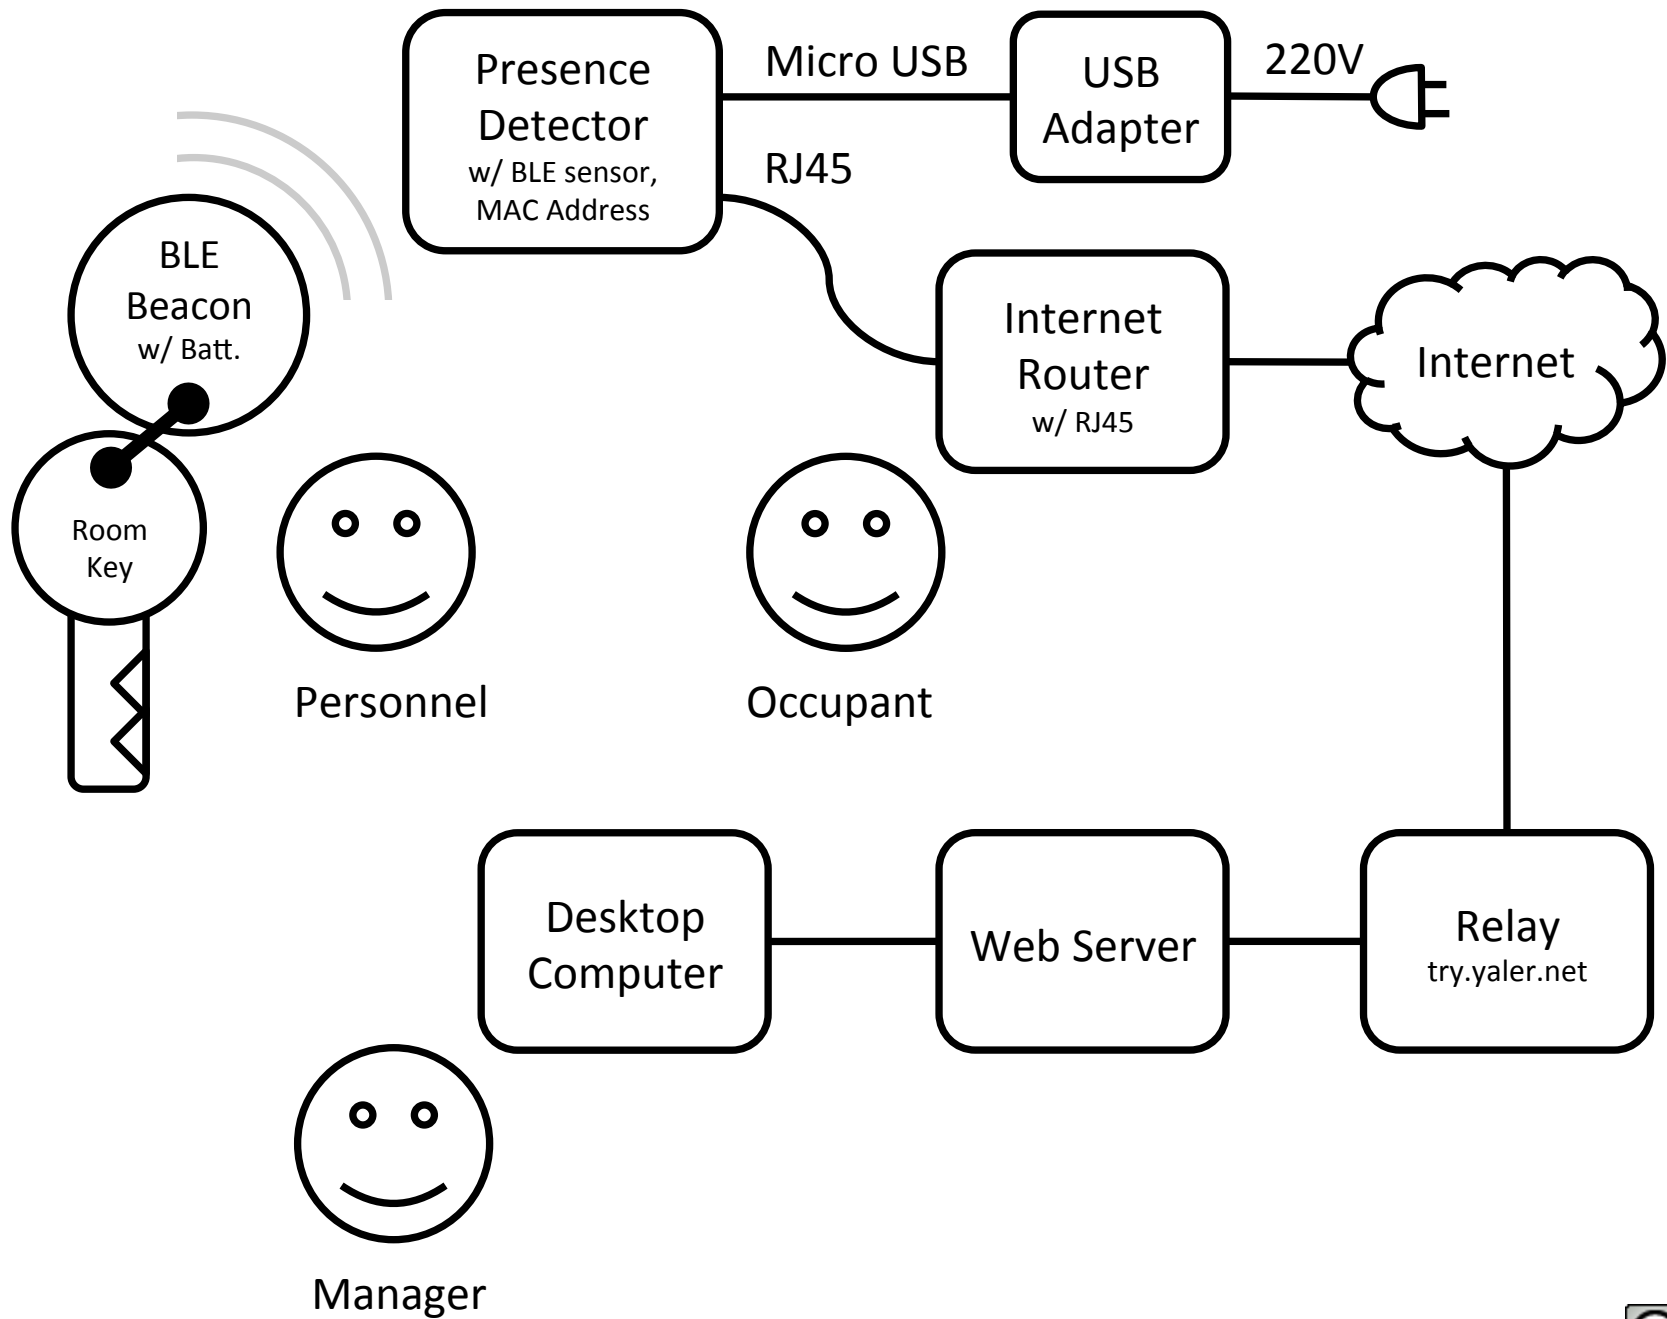 Presence
Detector
w/ BLE sensor,
MAC Address
Micro USB
USB
Adapter
220V
RJ45
BLE
Beacon
w/ Batt.
Internet
Router
w/ RJ45
Internet
Room
Key
Personnel
Occupant
Desktop
Computer
Web Server
Relay
try.yaler.net
Manager